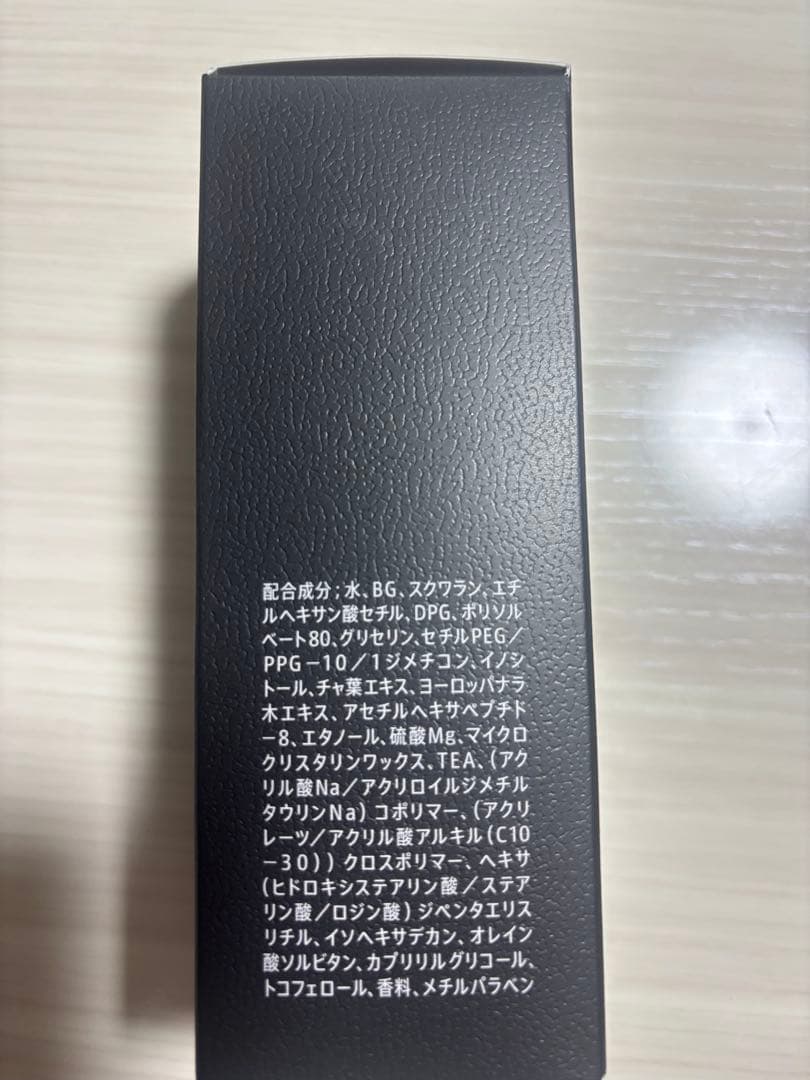 配合成分;水、BG、スクワラン、エチ
ルヘキサン酸セチル、DPG、ポリソル
ベート80、グリセリン、セチルPEG/
PPG－10/1ジメチコン、イノシ
トール、チャ葉エキス、ヨーロッパナラ
木エキス、アセチルヘキサペプチド
－8、エタノール、硫酸Mg、マイクロ
クリスタリンワックス、TEA、(アク
リル酸Na/アクリロイルジメチル
タウリンNa)コポリマー、(アクリ
レーツ/アクリル酸アルキル(C10
－30))クロスポリマー、ヘキサ
(ヒドロキシステアリン酸/ステア
リン酸/ロジン酸)ジペンタエリス
リチル、イソヘキサデカン、オレイン
酸ソルビタン、カプリリルグリコール、
トコフェロール、香料、メチルパラベン